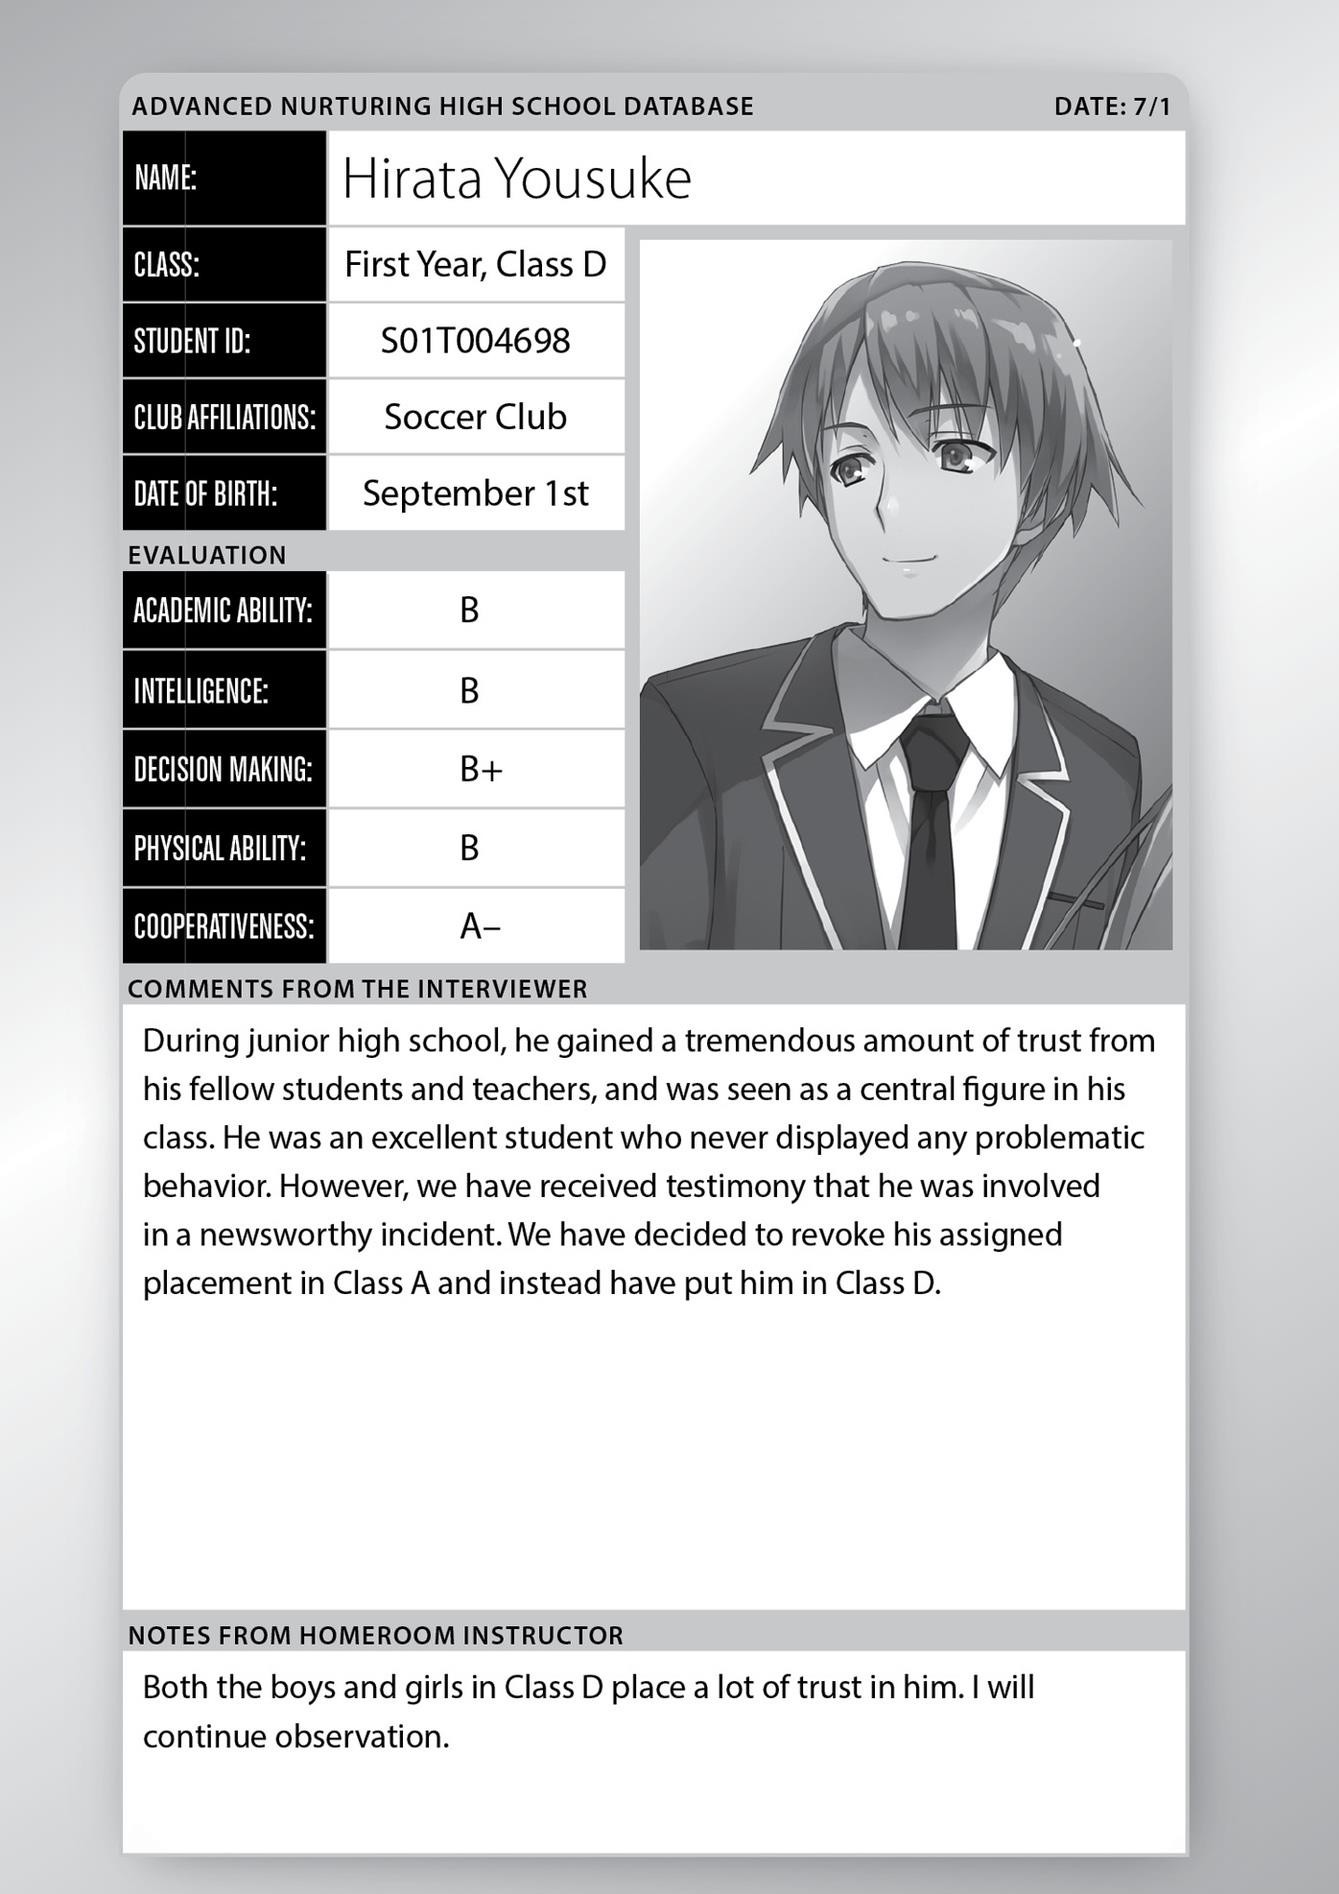 ADVANCED NURTURING HIGH SCHOOL DATABASE DATE: 7/1
NAME: Hirata Yousuke
CLASS: First Year, Class D
STUDENT ID: S01T004698
CLUB AFFILIATIONS: Soccer Club
DATE OF BIRTH: September 1st
EVALUATION
ACADEMIC ABILITY: B
INTELLIGENCE: B
DECISION MAKING: B+
PHYSICAL ABILITY: B
COOPERATIVENESS: A–
COMMENTS FROM THE INTERVIEWER
During junior high school, he gained a tremendous amount of trust from
his fellow students and teachers, and was seen as a central figure in his
class. He was an excellent student who never displayed any problematic
behavior. However, we have received testimony that he was involved
in a newsworthy incident. We have decided to revoke his assigned
placement in Class A and instead have put him in Class D.
NOTES FROM HOMEROOM INSTRUCTOR
Both the boys and girls in Class D place a lot of trust in him. I will
continue observation.